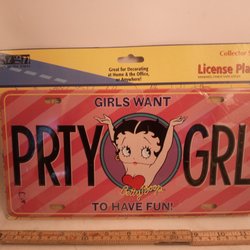 Collector S
Great for Decorating
at Home & the Office,
or Anywhere!
License Pla
GIRLS WANT
PRTY GRL
Betty Boop
TO HAVE FUN!